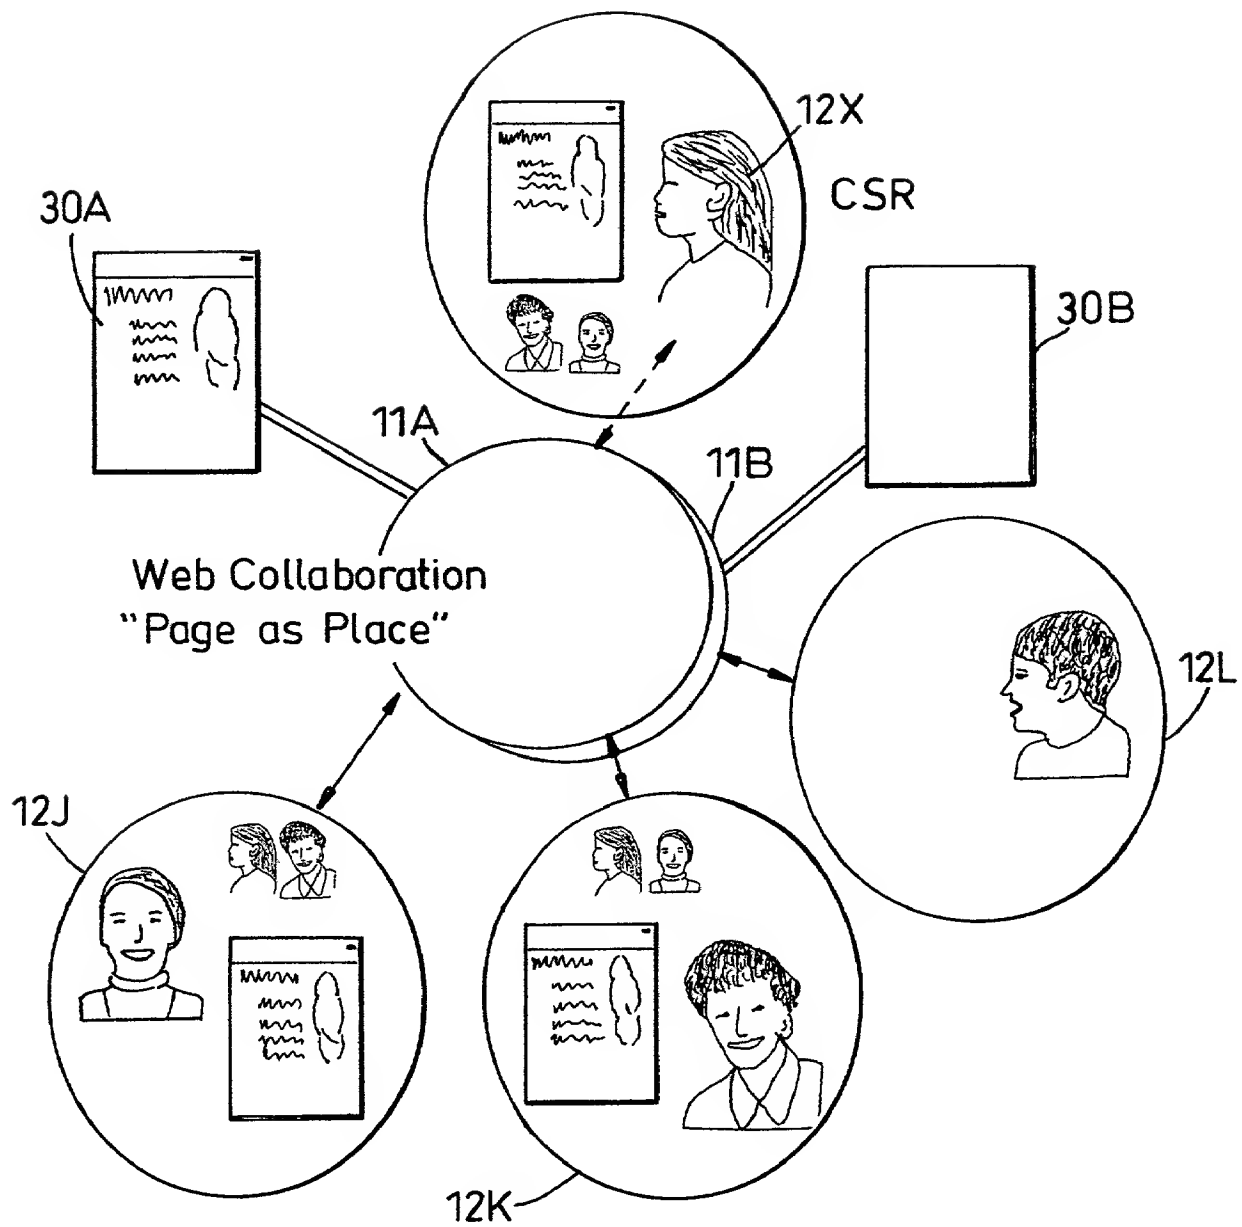 12X
CSR
30A
30B
11A
11B
Web Collaboration
"Page as Place"
12L
12J
12K